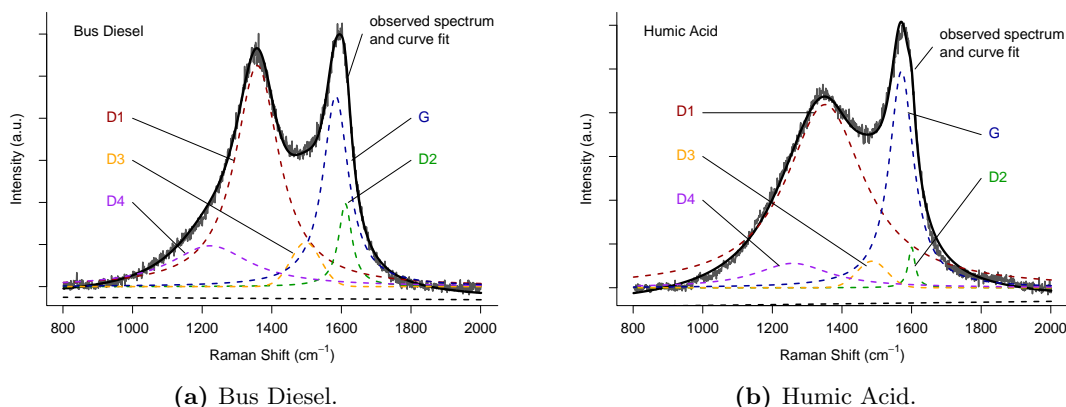 Bus Diesel
observed spectrum
and curve fit
D1
G
D3
D2
D4
Intensity (a.u.)
800 1000 1200 1400 1600 1800 2000
Raman Shift (cm⁻¹)
(a) Bus Diesel.
Humic Acid
observed spectrum
and curve fit
D1
G
D3
D2
D4
Intensity (a.u.)
800 1000 1200 1400 1600 1800 2000
Raman Shift (cm⁻¹)
(b) Humic Acid.